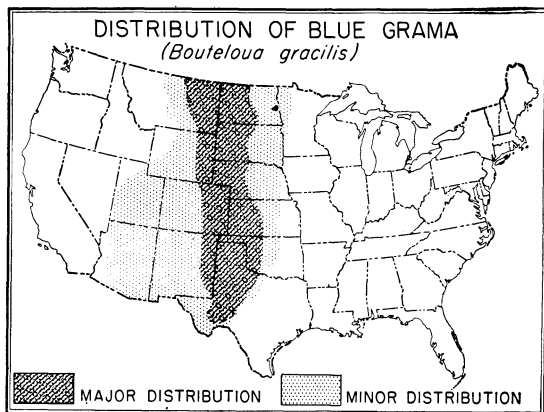 DISTRIBUTION OF BLUE GRAMA
(Bouteloua gracilis)
MAJOR DISTRIBUTION
MINOR DISTRIBUTION